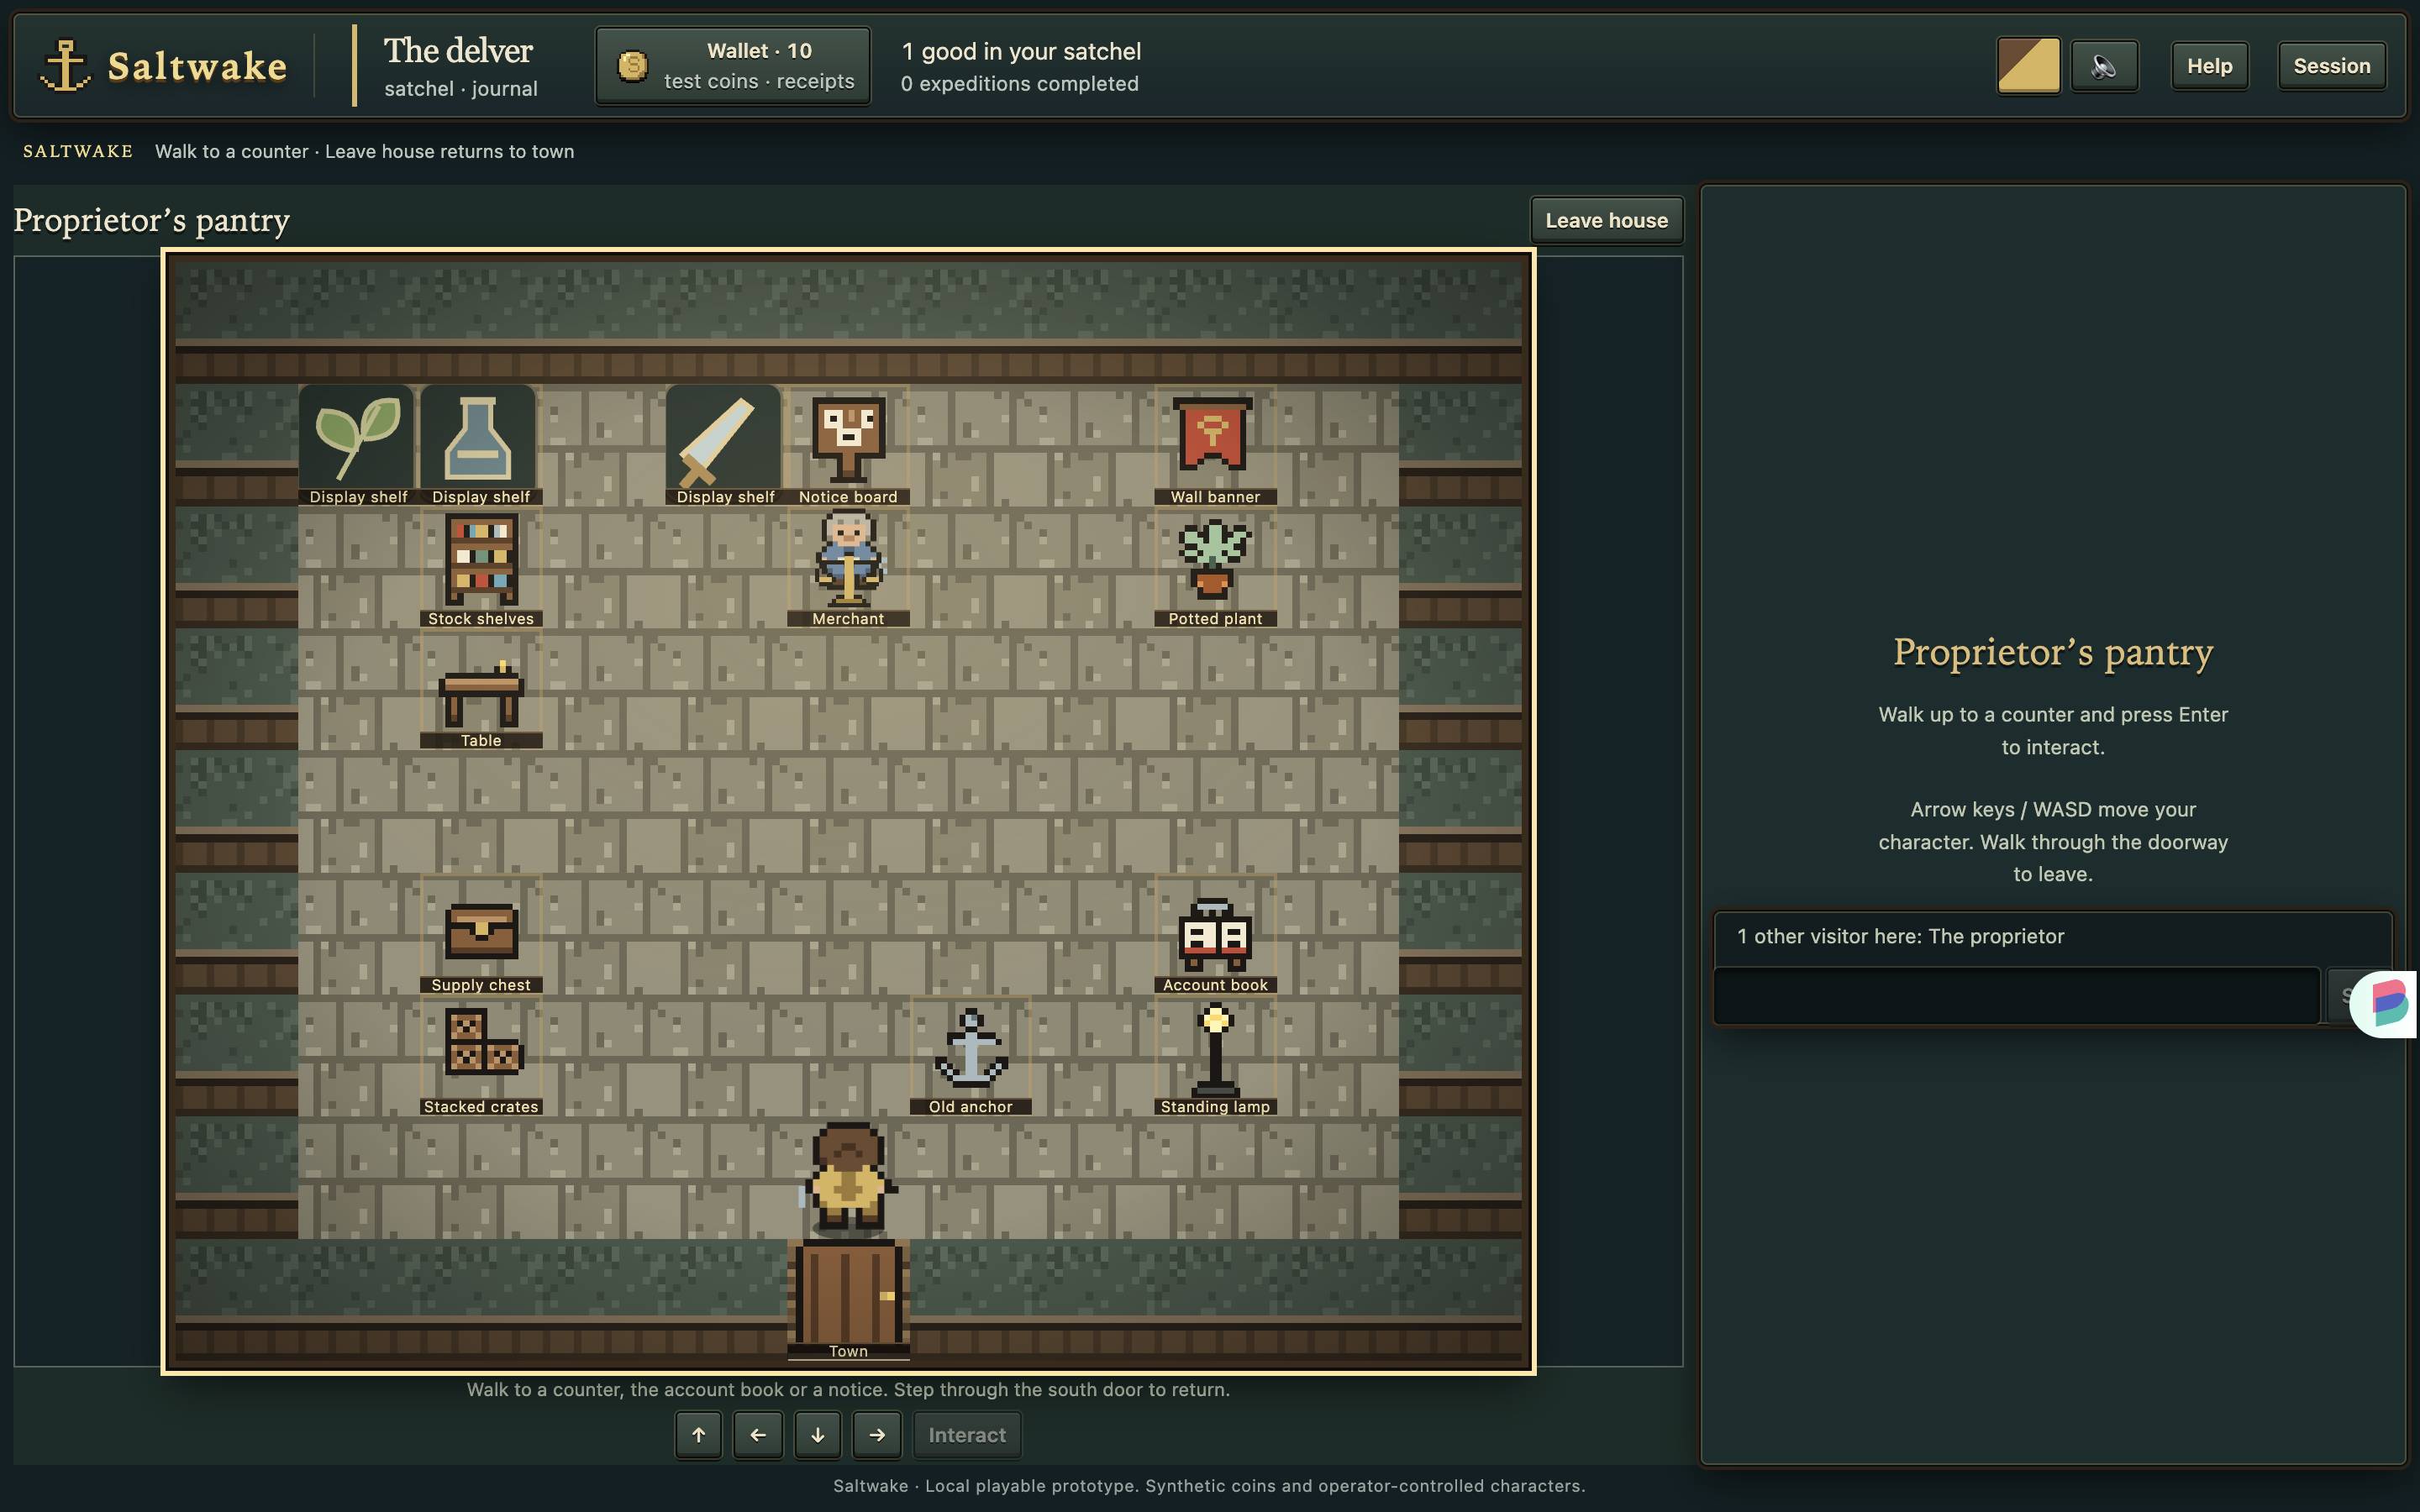 Saltwake
The delver
satchel · journal
Wallet · 10
test coins · receipts
1 good in your satchel
0 expeditions completed
Help
Session
SALTWAKE
Walk to a counter · Leave house returns to town
Proprietor’s pantry
Leave house
Display shelf
Display shelf
Display shelf
Notice board
Wall banner
Stock shelves
Merchant
Potted plant
Table
Supply chest
Account book
Stacked crates
Old anchor
Standing lamp
Town
Walk to a counter, the account book or a notice. Step through the south door to return.
Interact
Proprietor’s pantry
Walk up to a counter and press Enter
to interact.
Arrow keys / WASD move your
character. Walk through the doorway
to leave.
1 other visitor here: The proprietor
Saltwake · Local playable prototype. Synthetic coins and operator-controlled characters.